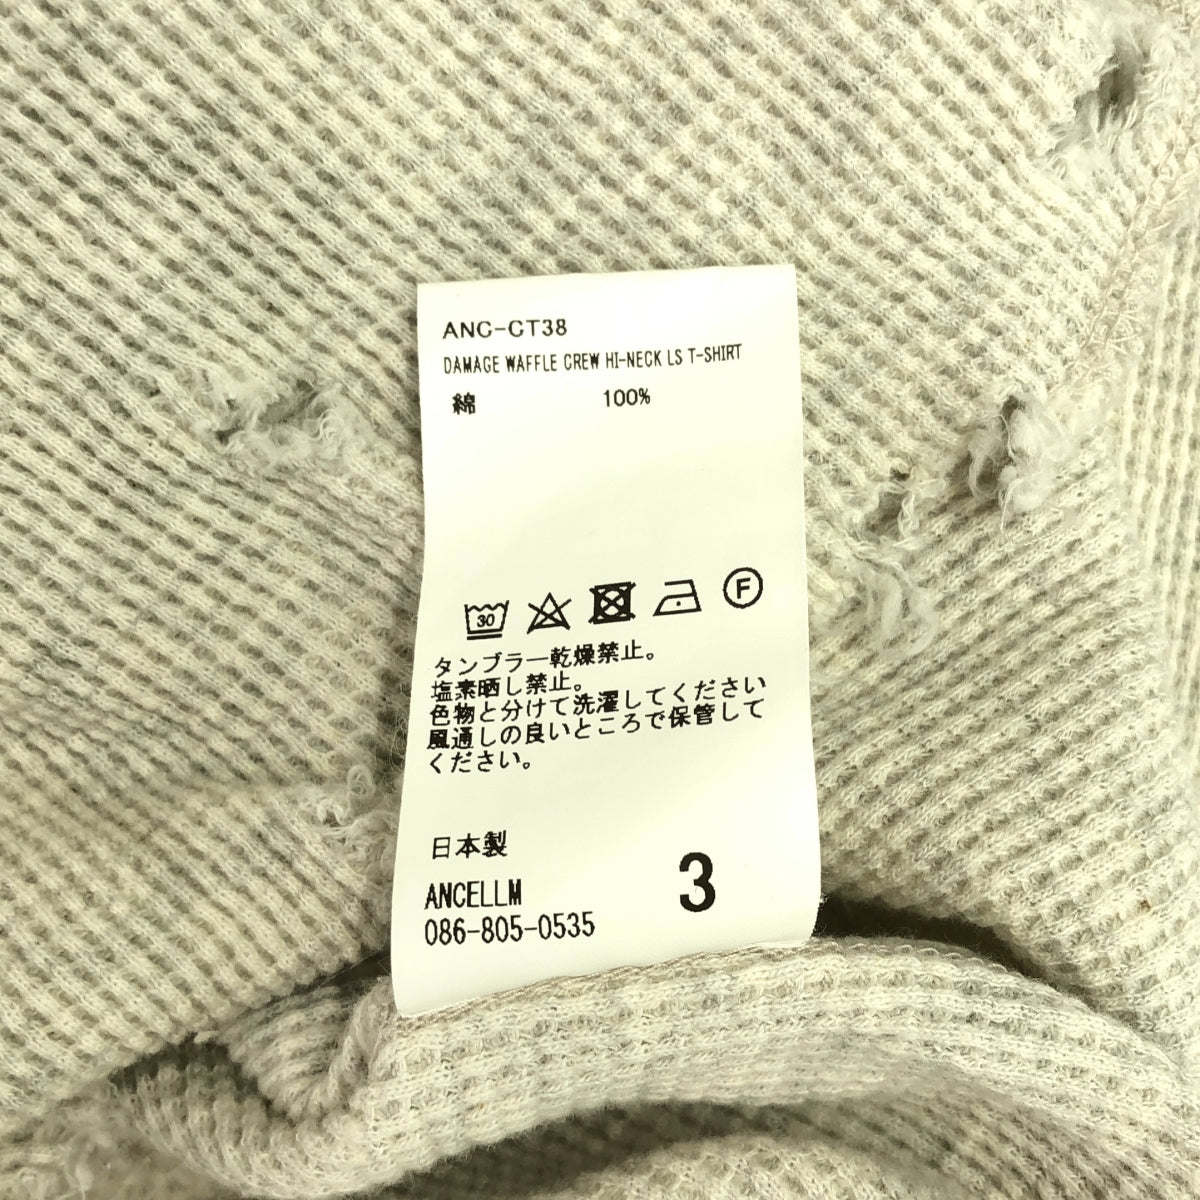 ANC-CT38
DAMAGE WAFFLE CREW HI-NECK LS T-SHIRT
綿 100%
30 F
タンブラー乾燥禁止。
塩素晒し禁止。
色物と分けて洗濯してください
風通しの良いところで保管して
ください。
日本製
ANCELLM 3
086-805-0535